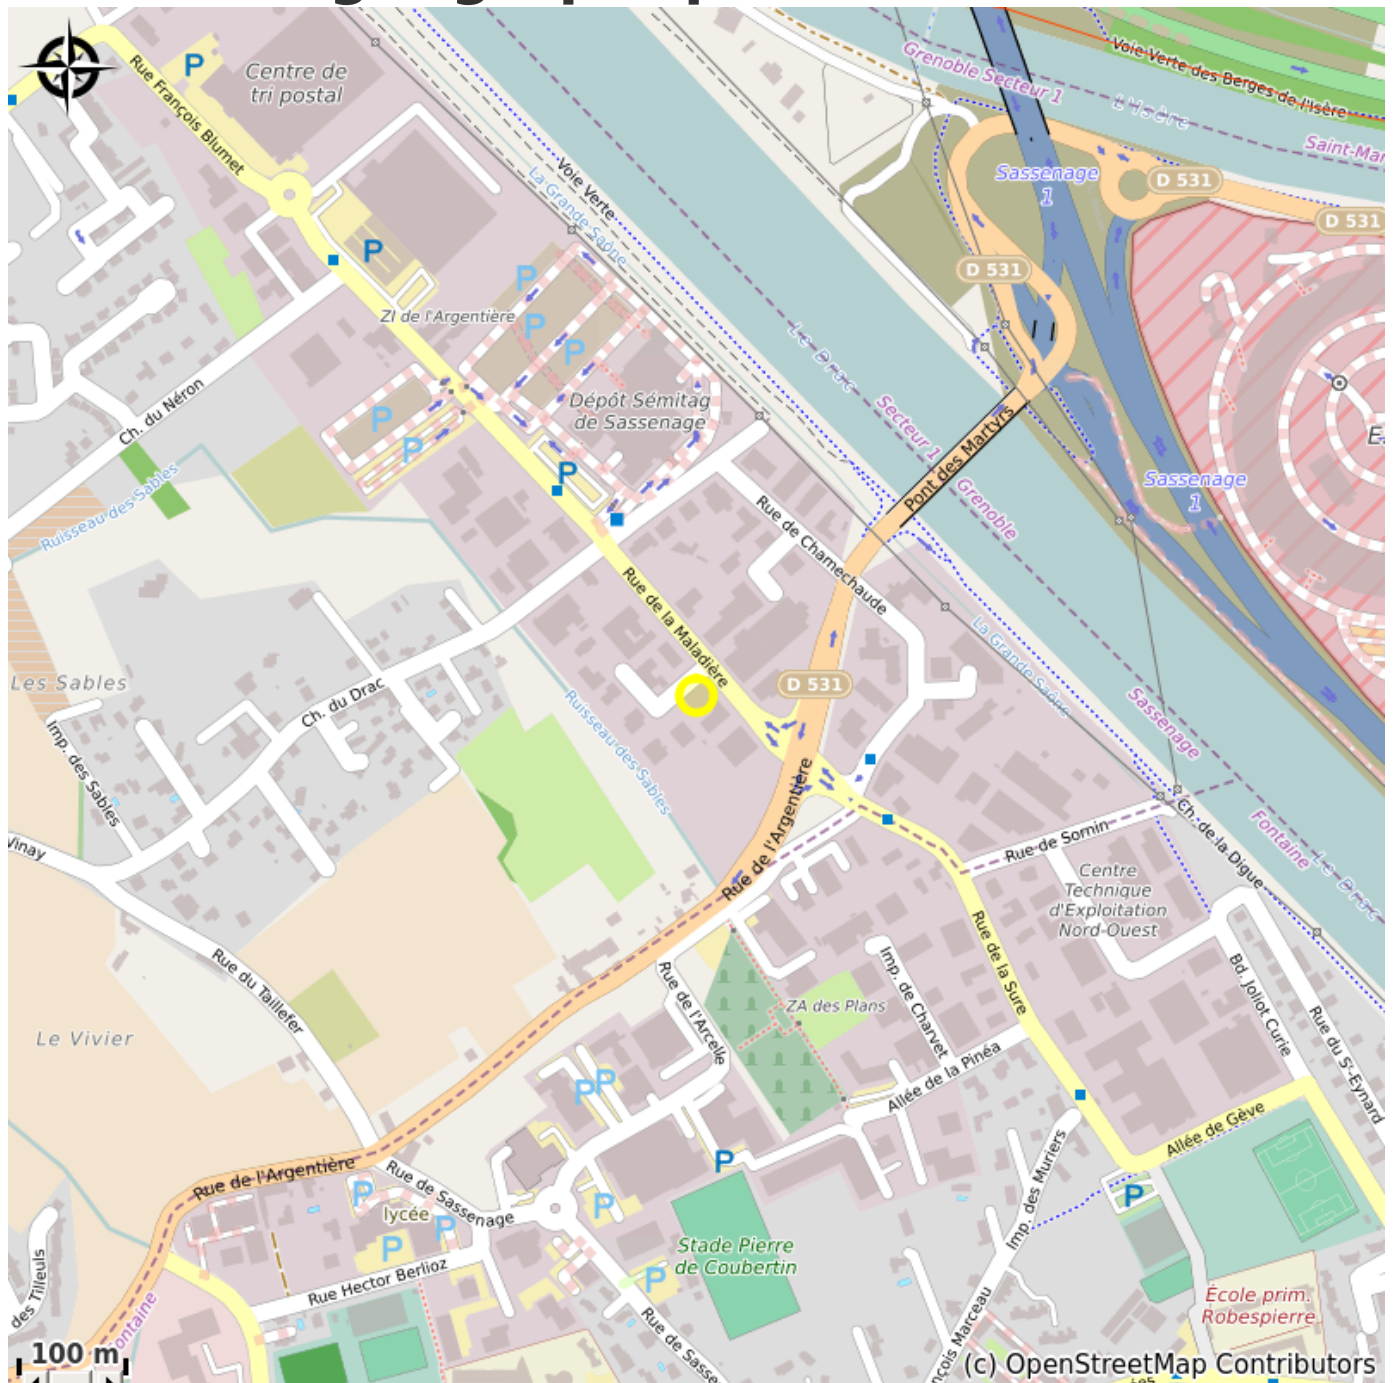 Centre de
tri postal
P
Rue François Blumet
Voie Verte
La Grande Saône
Grenoble Secteur 1
L'Isère
Voie Verte des Berges de l'Isère
Saint-Mar
Sassenage
1
D 531
D 531
D 531
P
P
P
P
ZI de l'Argentière
Le Drac
Secteur 1
Grenoble
Dépôt Sémitag
de Sassenage
Ch. du Néron
P
P
P
Pont des Martyrs
Sassenage
1
E
Ruisseau des Sables
Rue de Chamechaude
Rue de la Maladière
La Grande Saône
Les Sables
Ch. du Drac
D 531
Ruisseau des Sables
Imp. des Sables
Sassenage
Fontaine
Le Drac
Vinay
Rue de l'Argentière
Rue de Somin
Ch. de la Digue
Centre
Technique
d'Exploitation
Nord-Ouest
Rue du Taillefer
Rue de la Sure
Imp. de Charvet
ZA des Plans
Bd. Joliot Curie
Rue du St-Eynard
Le Vivier
Rue de l'Arcelle
Allée de la Pinéa
P
P
Allée de Gève
Rue de l'Argentière
Rue de Sassenage
P
P
P
lycée
P
P
P
P
Imp. des Muriers
Stade Pierre
de Coubertin
des Tilleuls
Rue Hector Berlioz
P
École prim.
Robespierre
Fontaine
Rue de Sasse
nçois Marceau
100 m
(c) OpenStreetMap Contributors